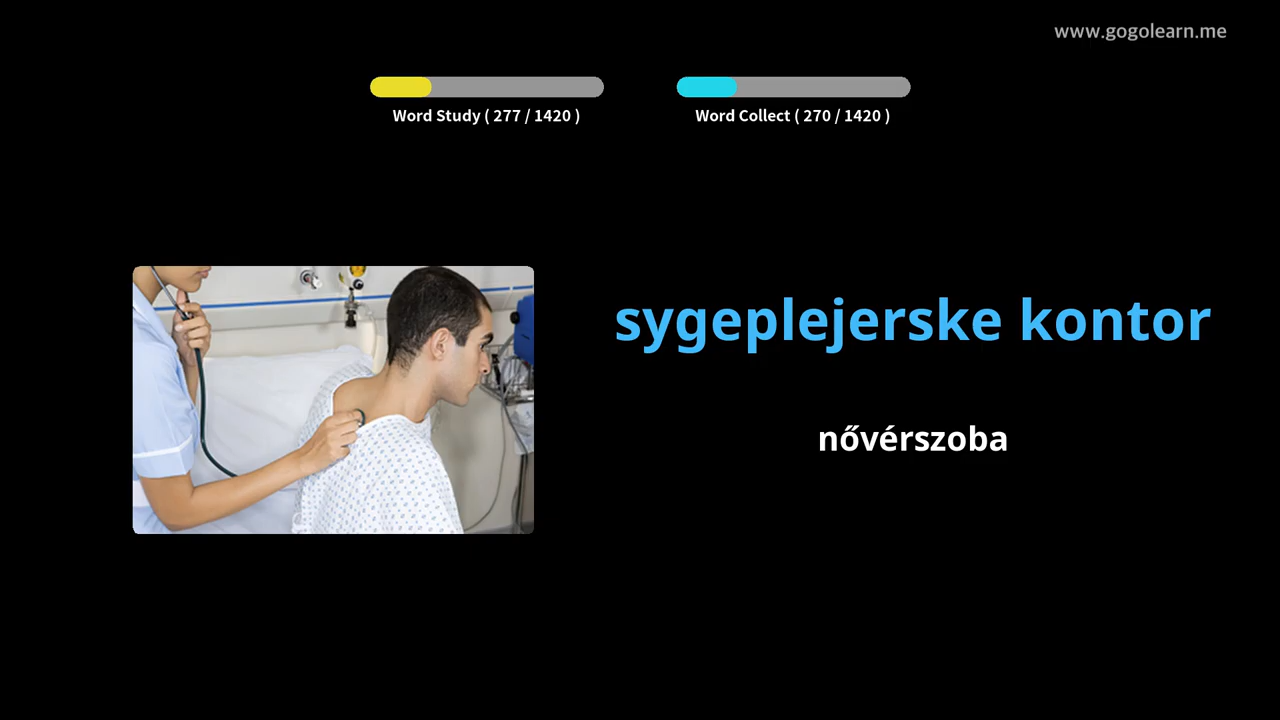 www.gogolearn.me
Word Study ( 277 / 1420 )
Word Collect ( 270 / 1420 )
sygeplejerske kontor
nővérszoba